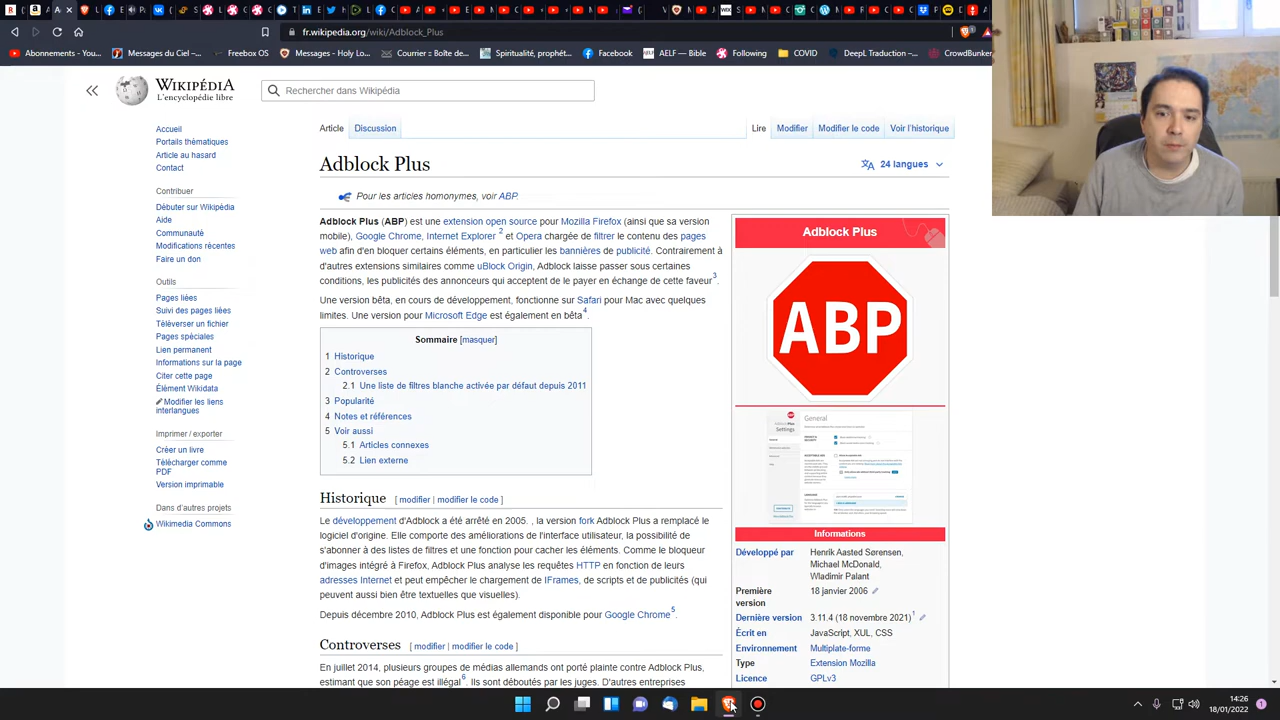 fr.wikipedia.org/wiki/Adblock_Plus
Abonnements - You...
Messages du Ciel –...
Freebox OS
Messages (Holy Lo...
Courrier :: Boîte d...
Spiritualité, prophét...
Facebook
AELF — AELF — Bible
Following
COVID
DeepL Traduction –...
CrowdBunker
WIKIPÉDIA
L'encyclopédie libre
Rechercher dans Wikipédia
Accueil
Portails thématiques
Article au hasard
Contact
Contribuer
Débuter sur Wikipédia
Aide
Communauté
Modifications récentes
Faire un don
Outils
Pages liées
Suivi des pages liées
Téléverser un fichier
Pages spéciales
Lien permanent
Informations sur la page
Citer cette page
Élément Wikidata
Modifier les liens
interlangues
Imprimer / exporter
Créer un livre
Télécharger comme
PDF
Version imprimable
Dans d'autres projets
Wikimedia Commons
Article Discussion Lire Modifier Modifier le code Voir l'historique
Adblock Plus
24 langues
Pour les articles homonymes, voir ABP.
Adblock Plus (ABP) est une extension open source pour Mozilla Firefox (ainsi que sa version
mobile), Google Chrome, Internet Explorer 2 et Opera chargée de filtrer le contenu des pages
web afin d'en bloquer certains éléments, en particulier les bannières de publicité. Contrairement à
d'autres extensions similaires comme uBlock Origin, Adblock laisse passer sous certaines
conditions, les publicités des annonceurs qui acceptent de le payer en échange de cette faveur3.
Une version bêta, en cours de développement, fonctionne sur Safari pour Mac avec quelques
limites. Une version pour Microsoft Edge est également en bêta4.
Sommaire [masquer]
1 Historique
2 Controverses
2.1 Une liste de filtres blanche activée par défaut depuis 2011
3 Popularité
4 Notes et références
5 Voir aussi
5.1 Articles connexes
5.2 Lien externe
Historique [ modifier | modifier le code ]
Le développement d'Adblock a été arrêté en , la version fork Adblock Plus a remplacé le
logiciel d'origine. Elle comporte des améliorations de l'interface utilisateur, la possibilité de
s'abonner à des listes de filtres et une fonction pour cacher les éléments. Comme le bloqueur
d'images intégré à Firefox, Adblock Plus analyse les requêtes HTTP en fonction de leurs
adresses Internet et peut empêcher le chargement de IFrames, de scripts et de publicités (qui
peuvent aussi bien être textuelles que visuelles).
Depuis décembre 2010, Adblock Plus est également disponible pour Google Chrome5.
Controverses [ modifier | modifier le code ]
En juillet 2014, plusieurs groupes de médias allemands ont porté plainte contre Adblock Plus,
estimant que son péage est illégal6. Ils sont déboutés par les juges. D'autres entreprises
Adblock Plus
ABP
Settings
General
Informations
Développé par Henrik Aasted Sørensen,
Michael McDonald,
Wladimir Palant
Première version 18 janvier 2006
Dernière version 3.11.4 (18 novembre 2021)1
Écrit en JavaScript, XUL, CSS
Environnement Multiplate-forme
Type Extension Mozilla
Licence GPLv3
14:26
18/01/2022